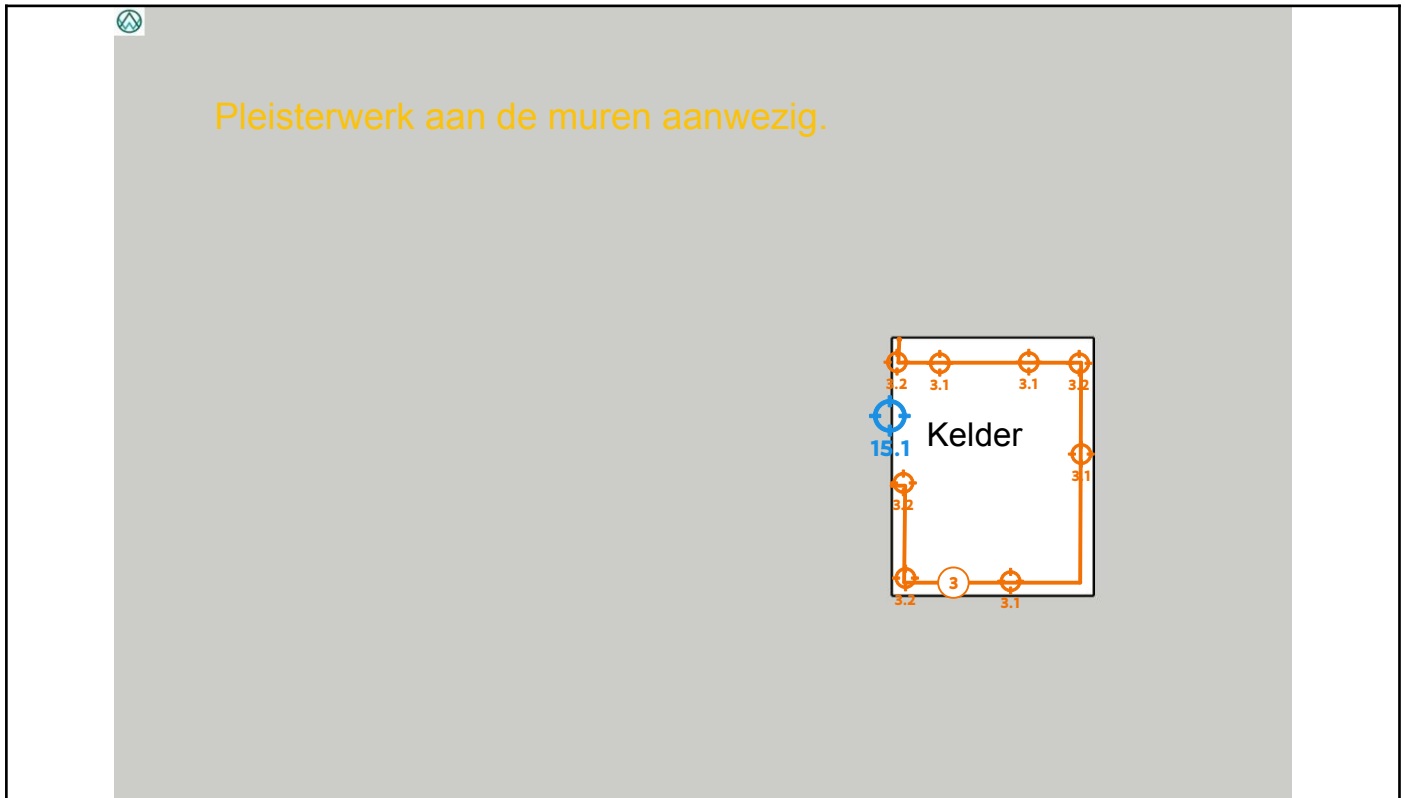 Pleisterwerk aan de muren aanwezig.
3.2 3.1 3.1 3.2
15.1 Kelder
3.1
3.2
3
3.2 3.1